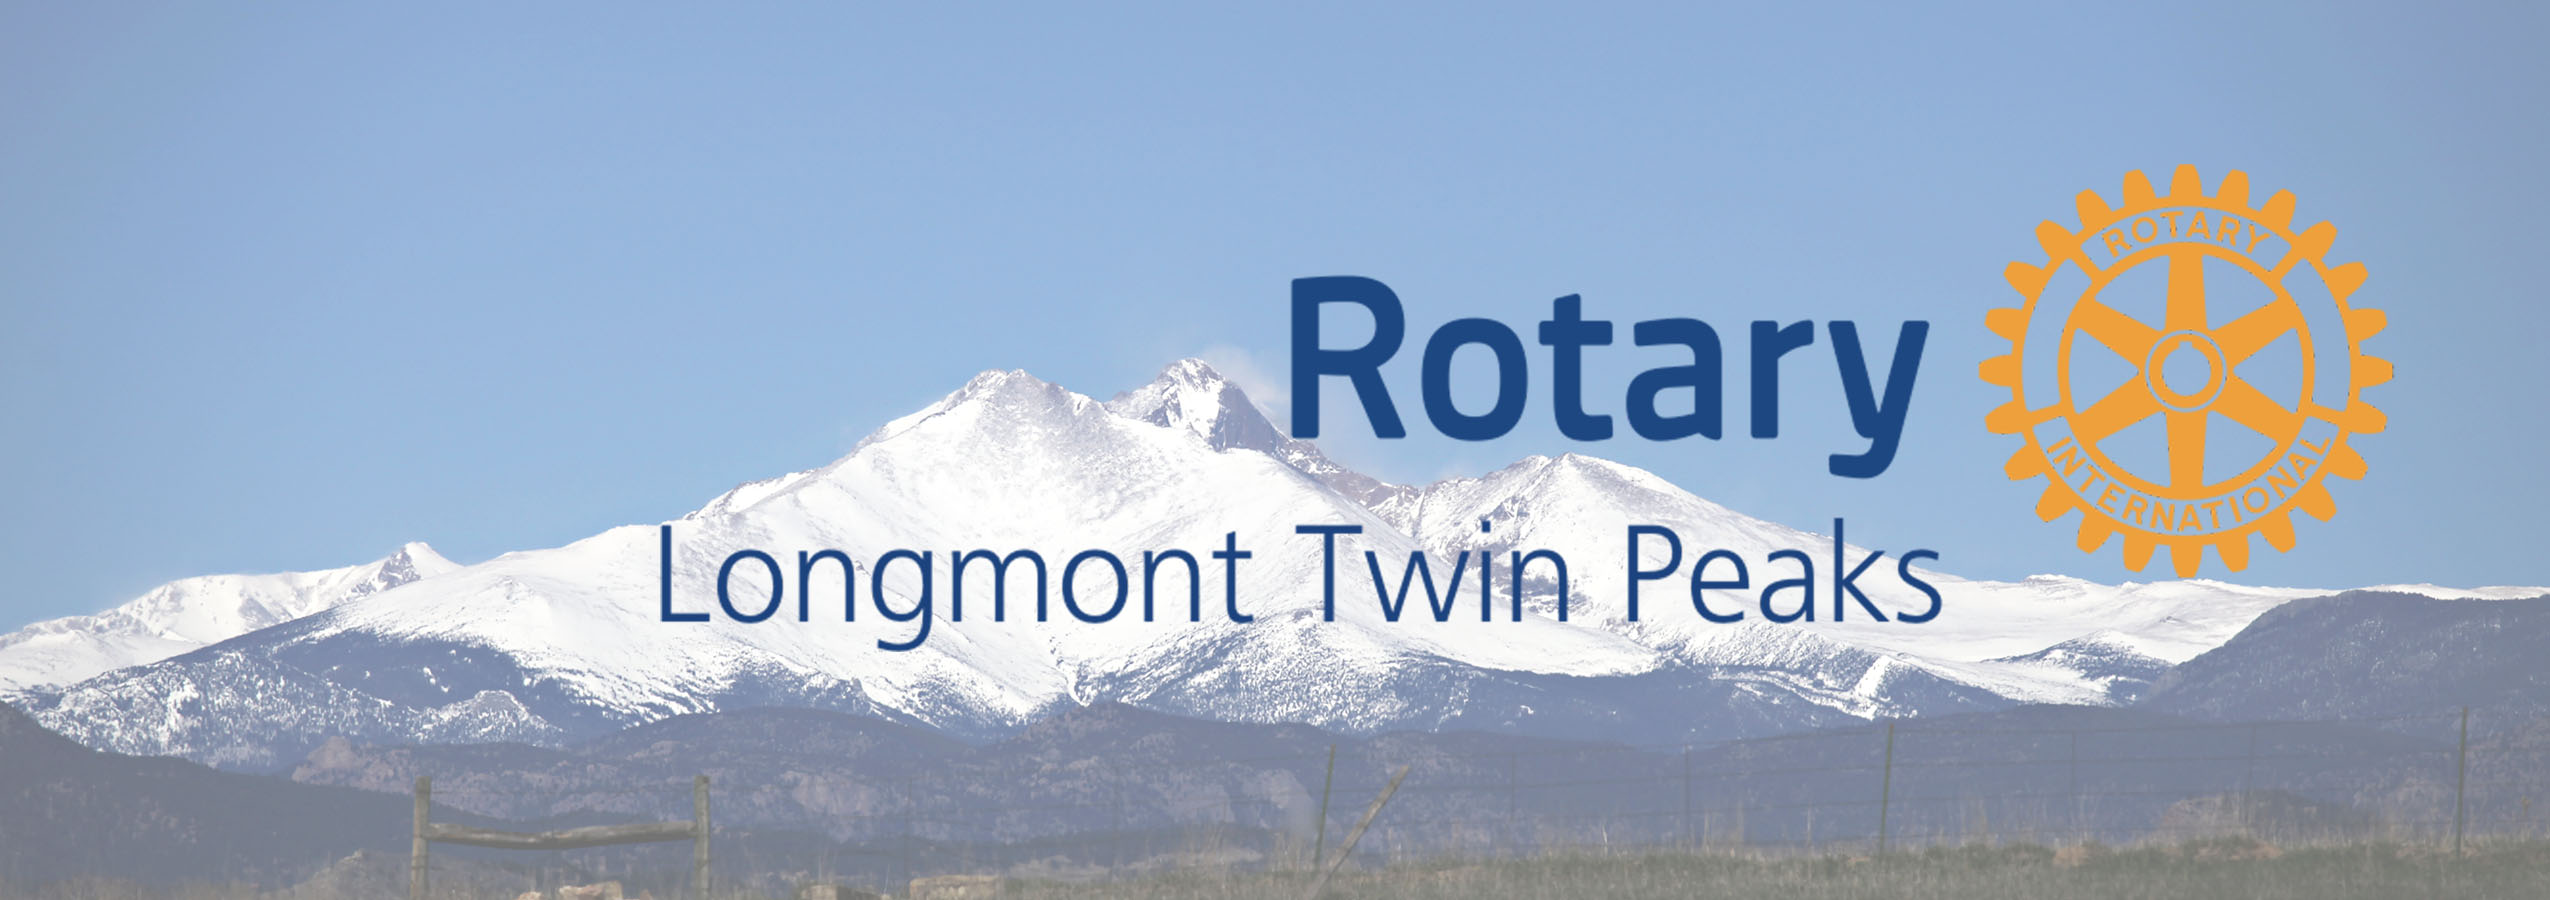 Rotary
Longmont Twin Peaks
ROTARY
INTERNATIONAL